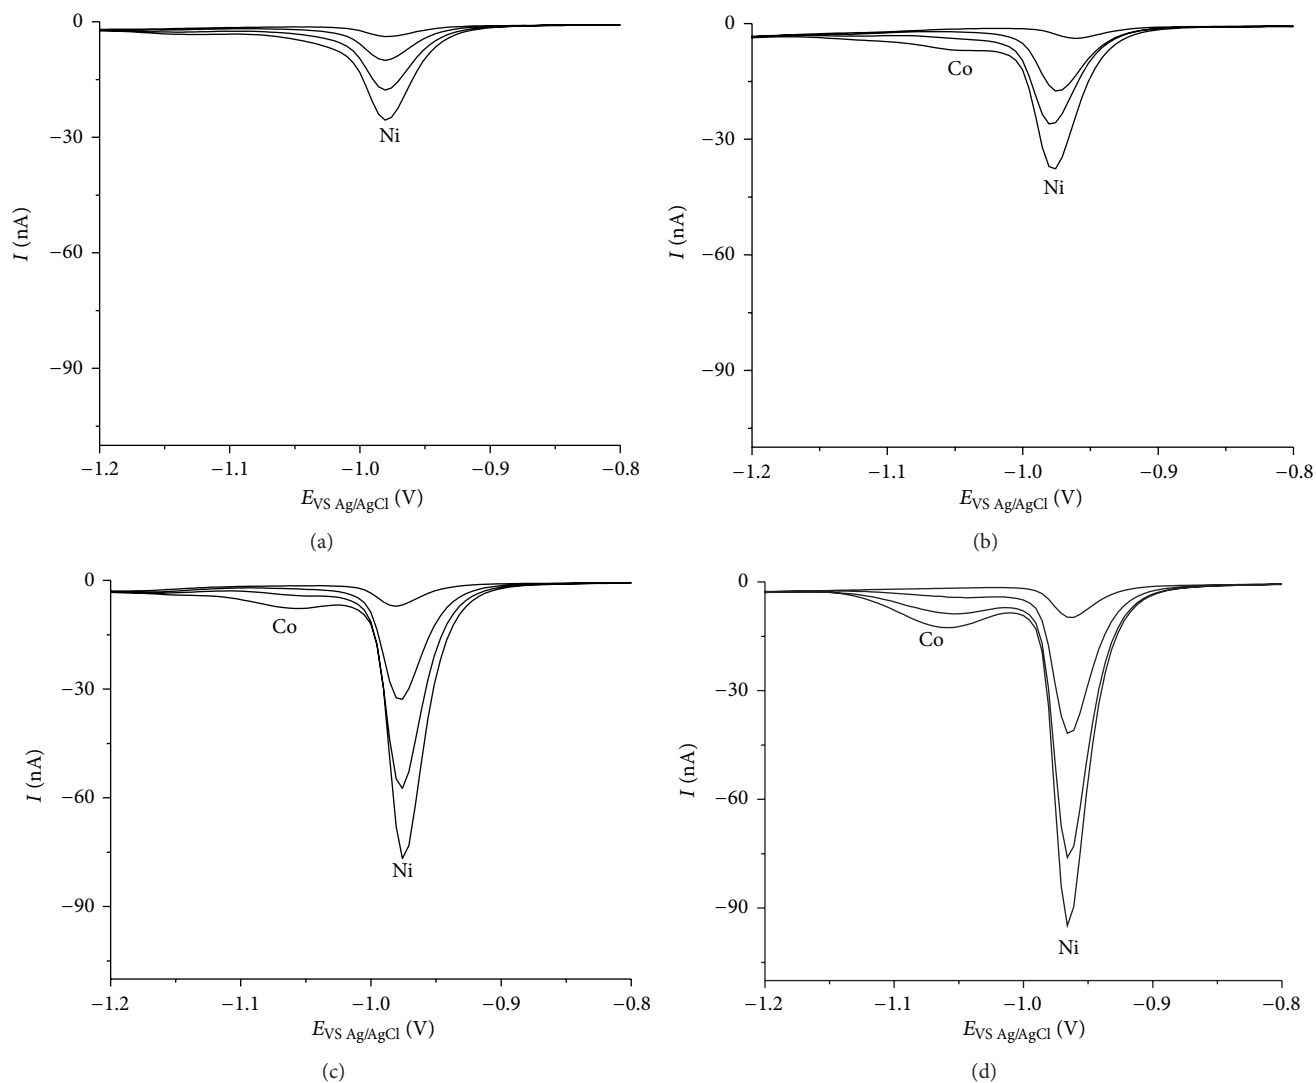 0
−30
−60
−90
I (nA)
Ni
−1.2
−1.1
−1.0
−0.9
−0.8
EVS Ag/AgCl (V)
(a)
0
−30
−60
−90
I (nA)
Co
Ni
−1.2
−1.1
−1.0
−0.9
−0.8
EVS Ag/AgCl (V)
(b)
0
−30
−60
−90
I (nA)
Co
Ni
−1.2
−1.1
−1.0
−0.9
−0.8
EVS Ag/AgCl (V)
(c)
0
−30
−60
−90
I (nA)
Co
Ni
−1.2
−1.1
−1.0
−0.9
−0.8
EVS Ag/AgCl (V)
(d)